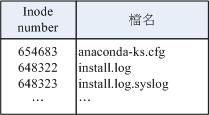 Inode number 檔名
654683 anaconda-ks.cfg
648322 install.log
648323 install.log.syslog
… …